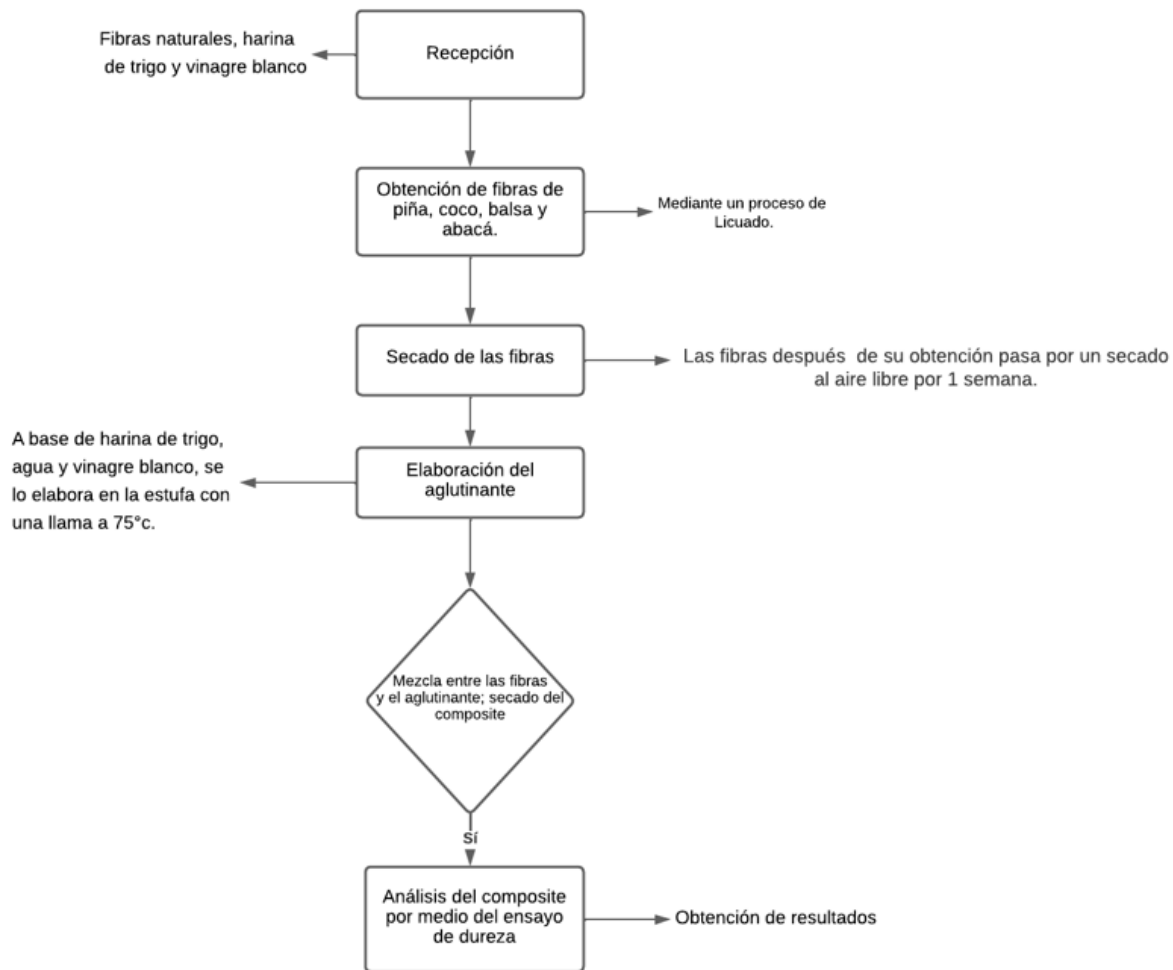 Fibras naturales, harina
de trigo y vinagre blanco
Recepción
Obtención de fibras de
piña, coco, balsa y
abacá.
Mediante un proceso de
Licuado.
Secado de las fibras
Las fibras después de su obtención pasa por un secado
al aire libre por 1 semana.
A base de harina de trigo,
agua y vinagre blanco, se
lo elabora en la estufa con
una llama a 75°c.
Elaboración del
aglutinante
Mezcla entre las fibras
y el aglutinante; secado del
composite
Sí
Análisis del composite
por medio del ensayo
de dureza
Obtención de resultados